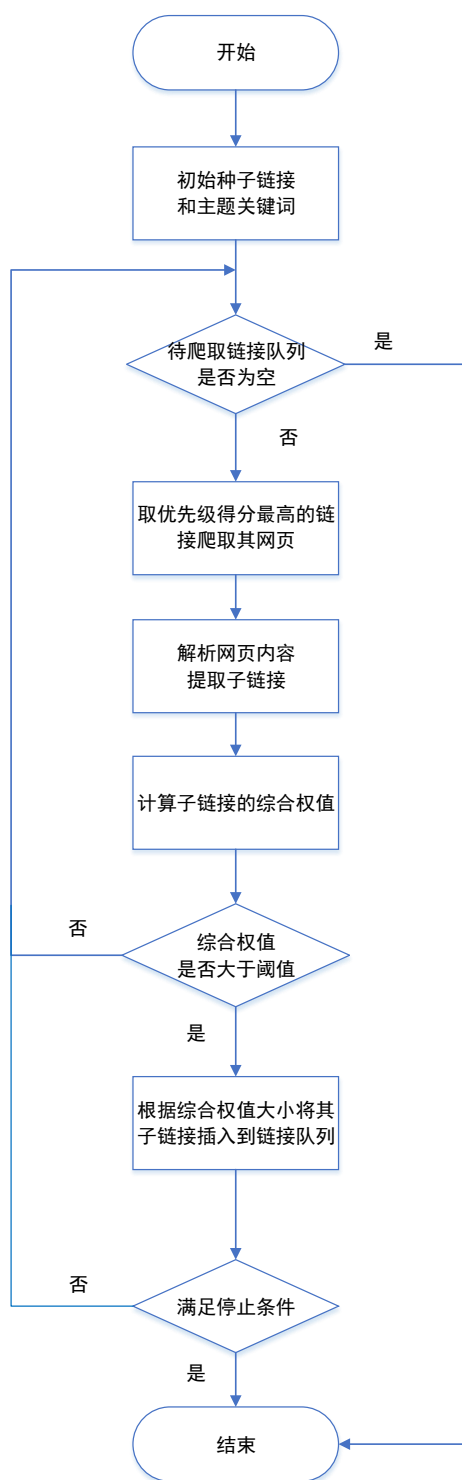 开始
初始种子链接
和主题关键词
待爬取链接队列
是否为空
是
否
取优先级得分最高的链
接爬取其网页
解析网页内容
提取子链接
计算子链接的综合权值
否
综合权值
是否大于阈值
是
根据综合权值大小将其
子链接插入到链接队列
否
满足停止条件
是
结束